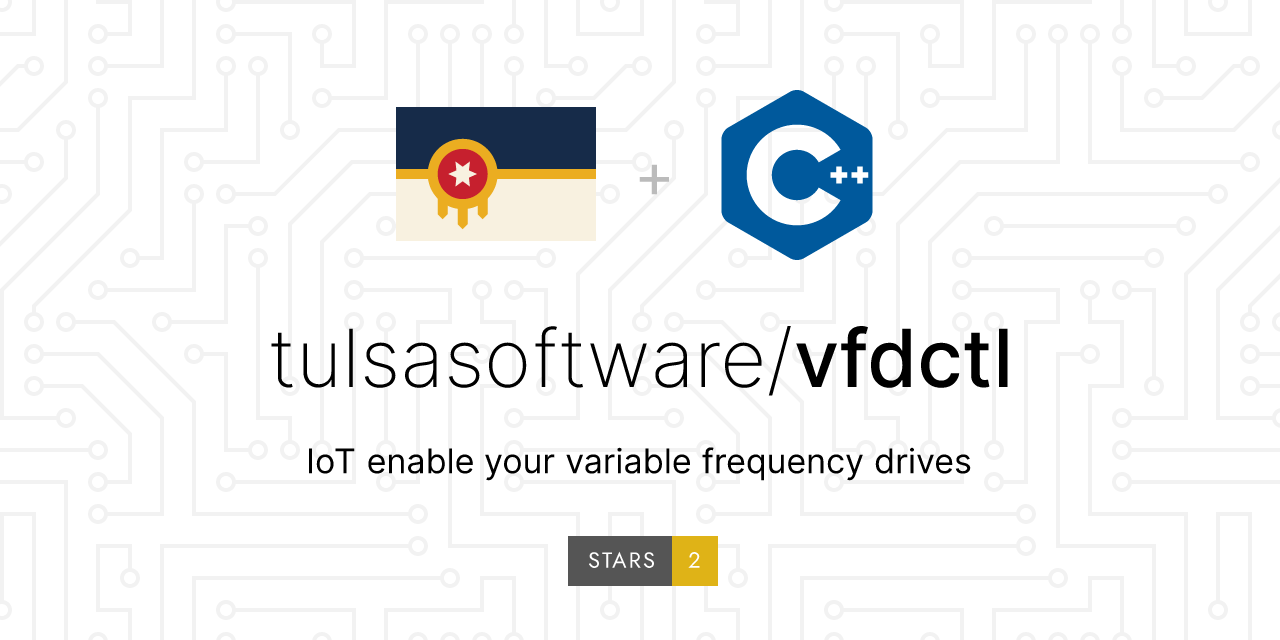 C++
+
tulsasoftware/vfdctl
IoT enable your variable frequency drives
STARS 2